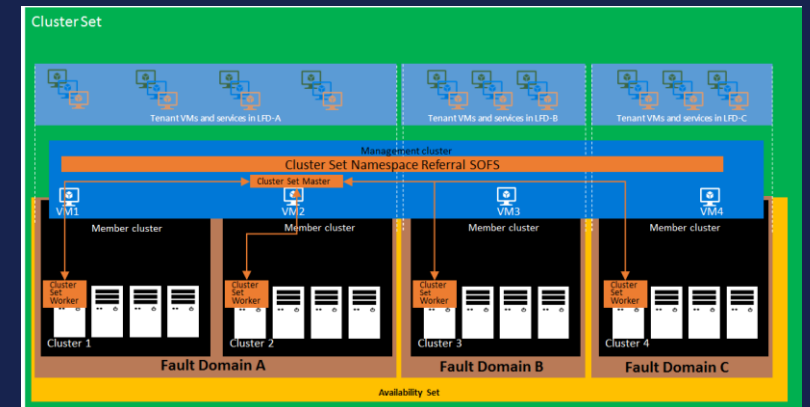 Cluster Set
Tenant VMs and services in LFD-A
Tenant VMs and services in LFD-B
Tenant VMs and services in LFD-C
Management cluster
Cluster Set Namespace Referral SOFS
Cluster Set Master
VM1
VM2
VM3
VM4
Member cluster
Member cluster
Member cluster
Member cluster
Cluster
Set
Worker
Cluster
Set
Worker
Cluster
Set
Worker
Cluster
Set
Worker
Cluster 1
Cluster 2
Cluster 3
Cluster 4
Fault Domain A
Fault Domain B
Fault Domain C
Availability Set